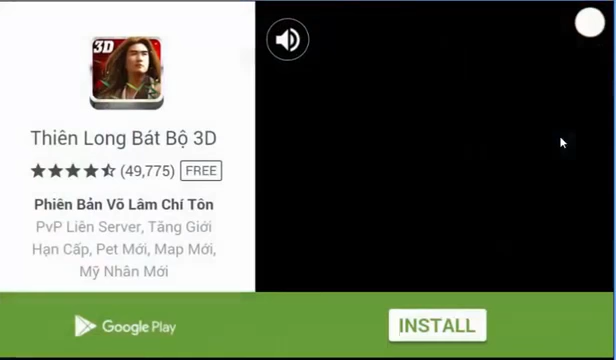 3D
Thiên Long Bát Bộ 3D
(49,775) FREE
Phiên Bản Võ Lâm Chí Tôn
PvP Liên Server, Tăng Giới
Hạn Cấp, Pet Mới, Map Mới,
Mỹ Nhân Mới
Google Play
INSTALL